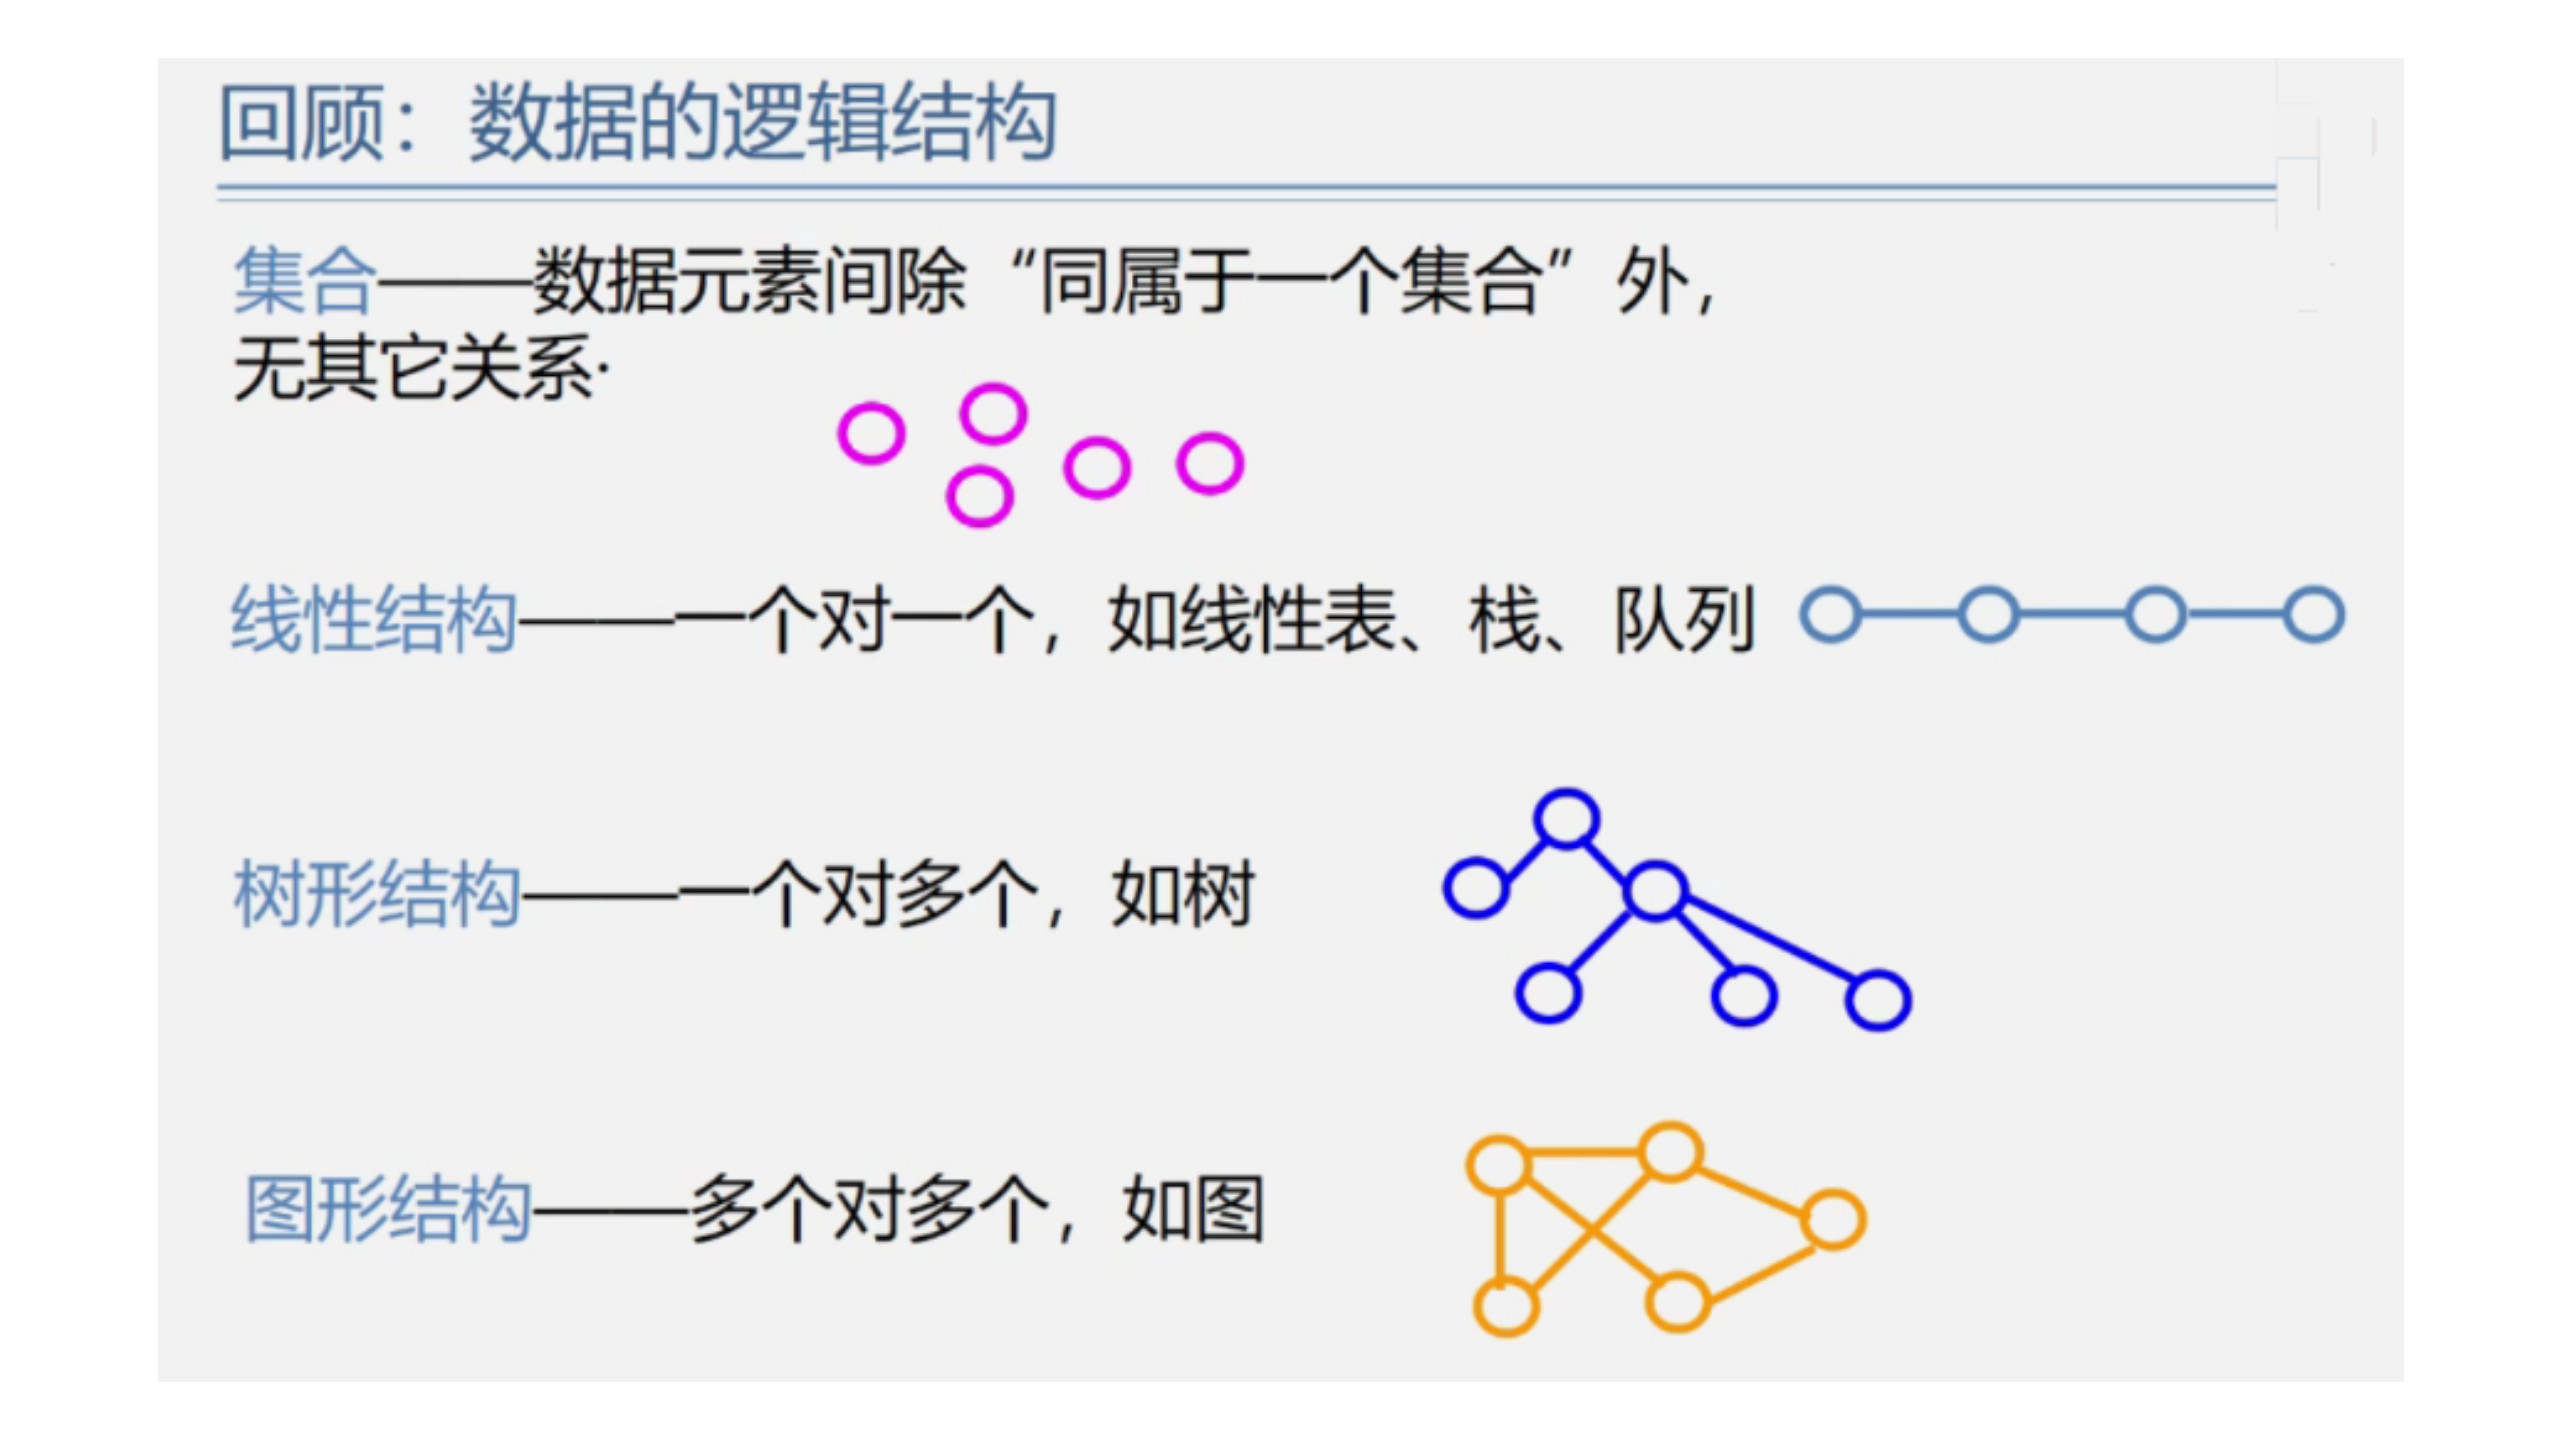 回顾：数据的逻辑结构
集合——数据元素间除“同属于一个集合”外，
无其它关系·
线性结构——一个对一个，如线性表、栈、队列
树形结构——一个对多个，如树
图形结构——多个对多个，如图